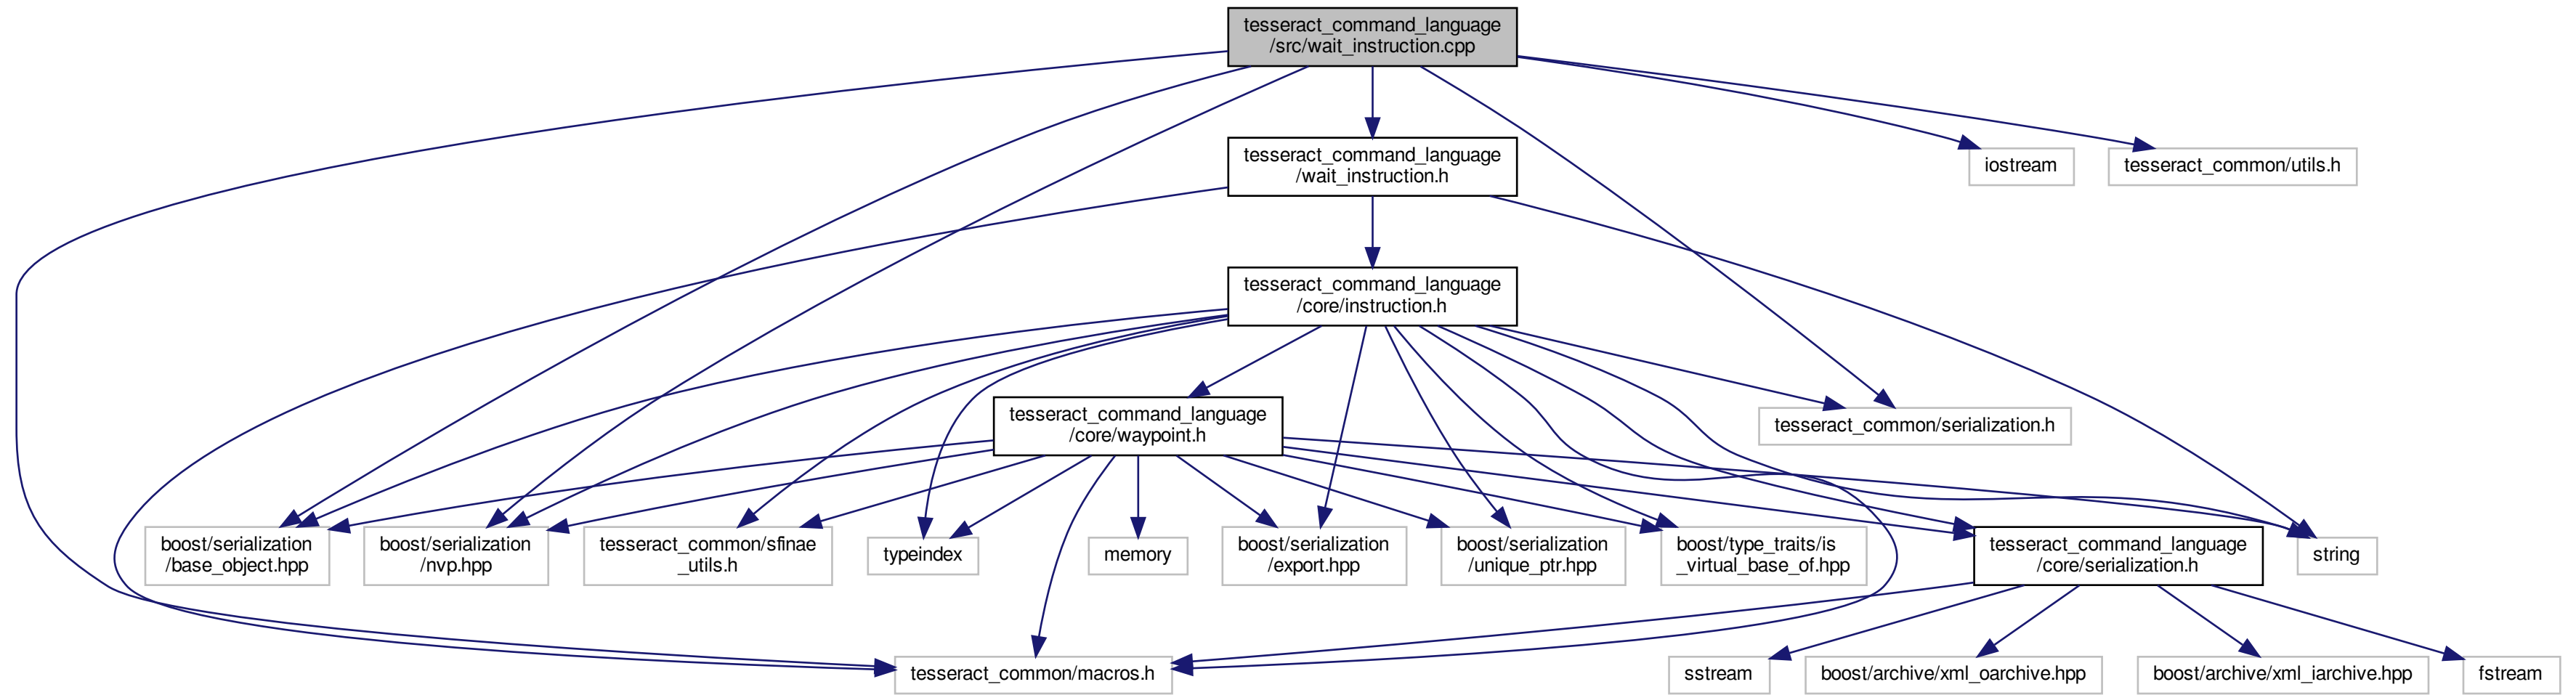 tesseract_command_language
/src/wait_instruction.cpp
tesseract_command_language
/wait_instruction.h
iostream
tesseract_common/utils.h
tesseract_command_language
/core/instruction.h
tesseract_command_language
/core/waypoint.h
tesseract_common/serialization.h
boost/serialization
/base_object.hpp
boost/serialization
/nvp.hpp
tesseract_common/sfinae
_utils.h
typeindex
memory
boost/serialization
/export.hpp
boost/serialization
/unique_ptr.hpp
boost/type_traits/is
_virtual_base_of.hpp
tesseract_command_language
/core/serialization.h
string
tesseract_common/macros.h
sstream
boost/archive/xml_oarchive.hpp
boost/archive/xml_iarchive.hpp
fstream